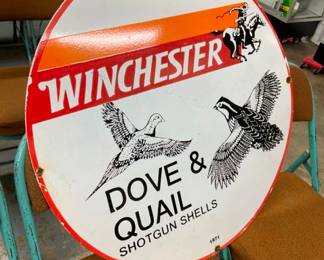 WINCHESTER
DOVE &
QUAIL
SHOTGUN SHELLS
1971